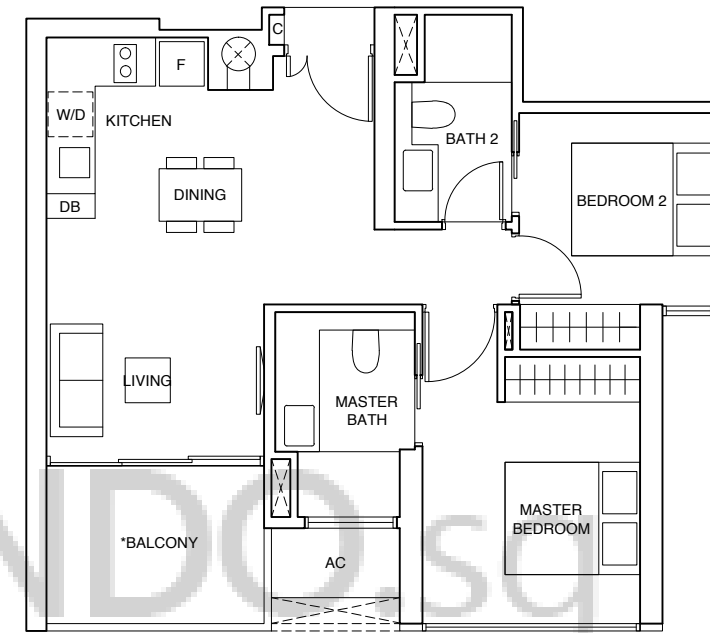 C
F
W/D
KITCHEN
BATH 2
DINING
BEDROOM 2
DB
LIVING
MASTER
BATH
MASTER
BEDROOM
*BALCONY
AC
NDO.sg